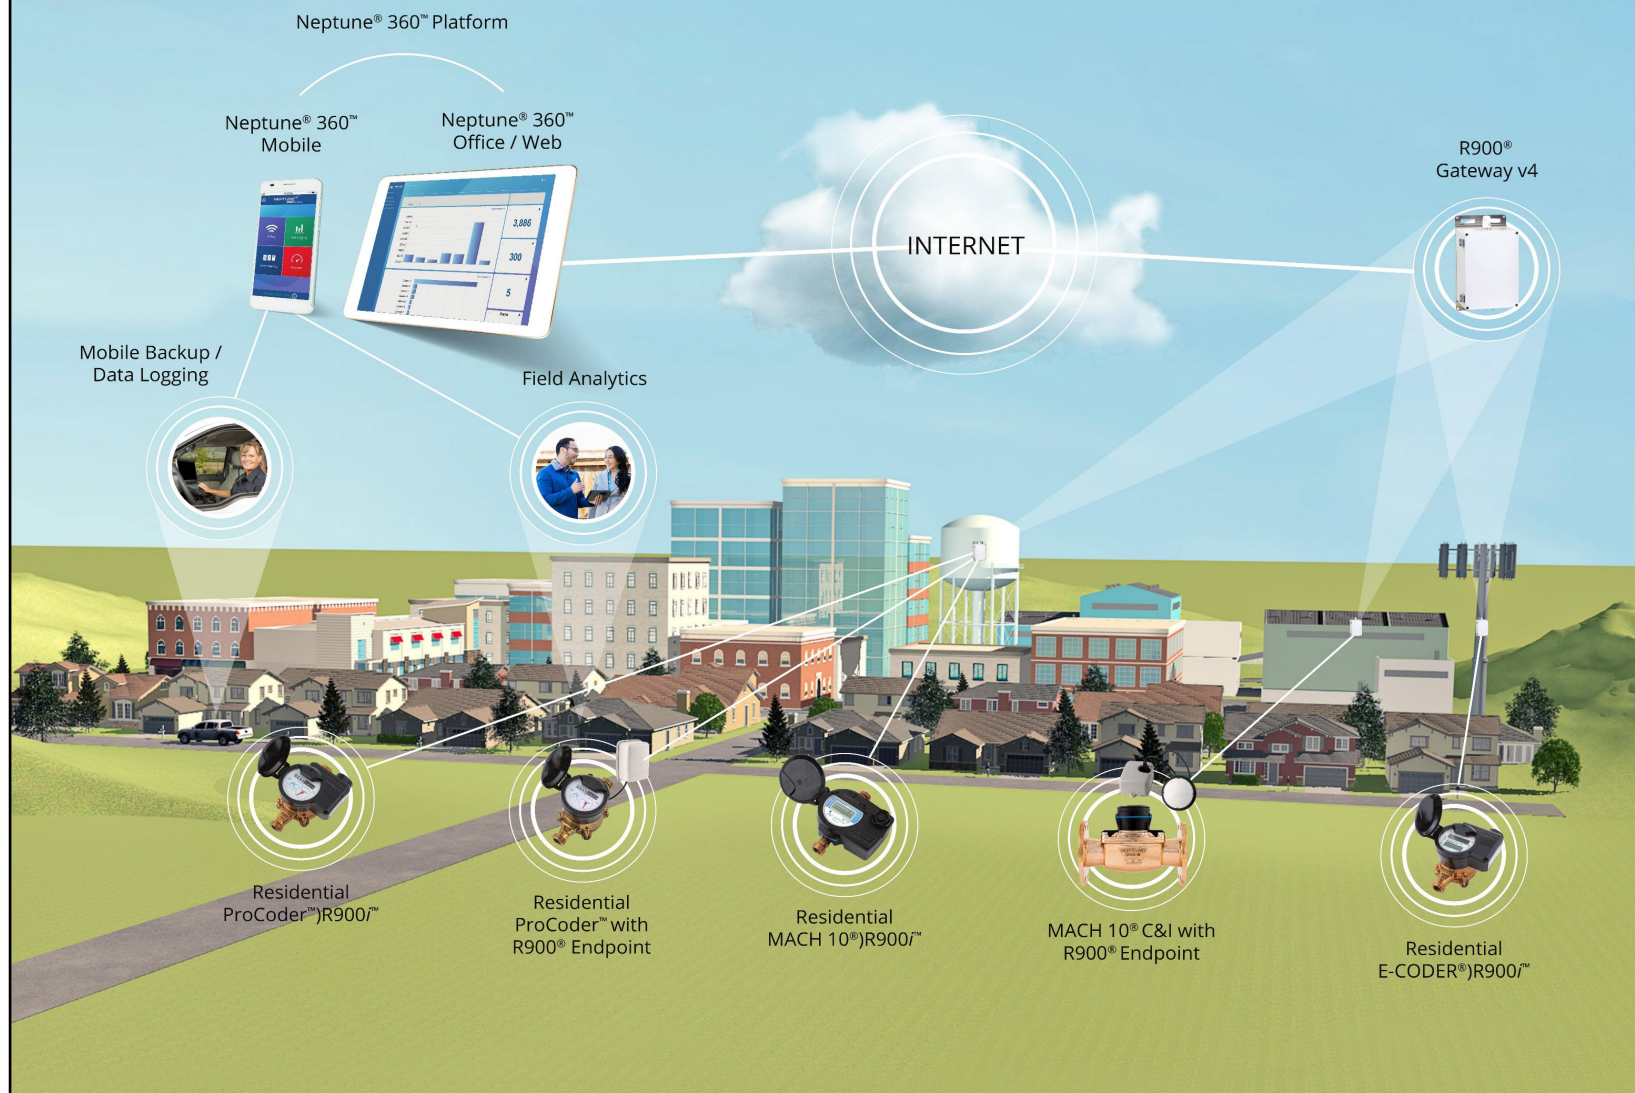 Neptune® 360™ Platform
Neptune® 360™
Mobile
Neptune® 360™
Office / Web
R900®
Gateway v4
3,886
300
5
INTERNET
Mobile Backup /
Data Logging
Field Analytics
Residential
ProCoder™)R900i™
Residential
ProCoder™ with
R900® Endpoint
Residential
MACH 10®)R900i™
MACH 10® C&I with
R900® Endpoint
Residential
E-CODER®)R900i™